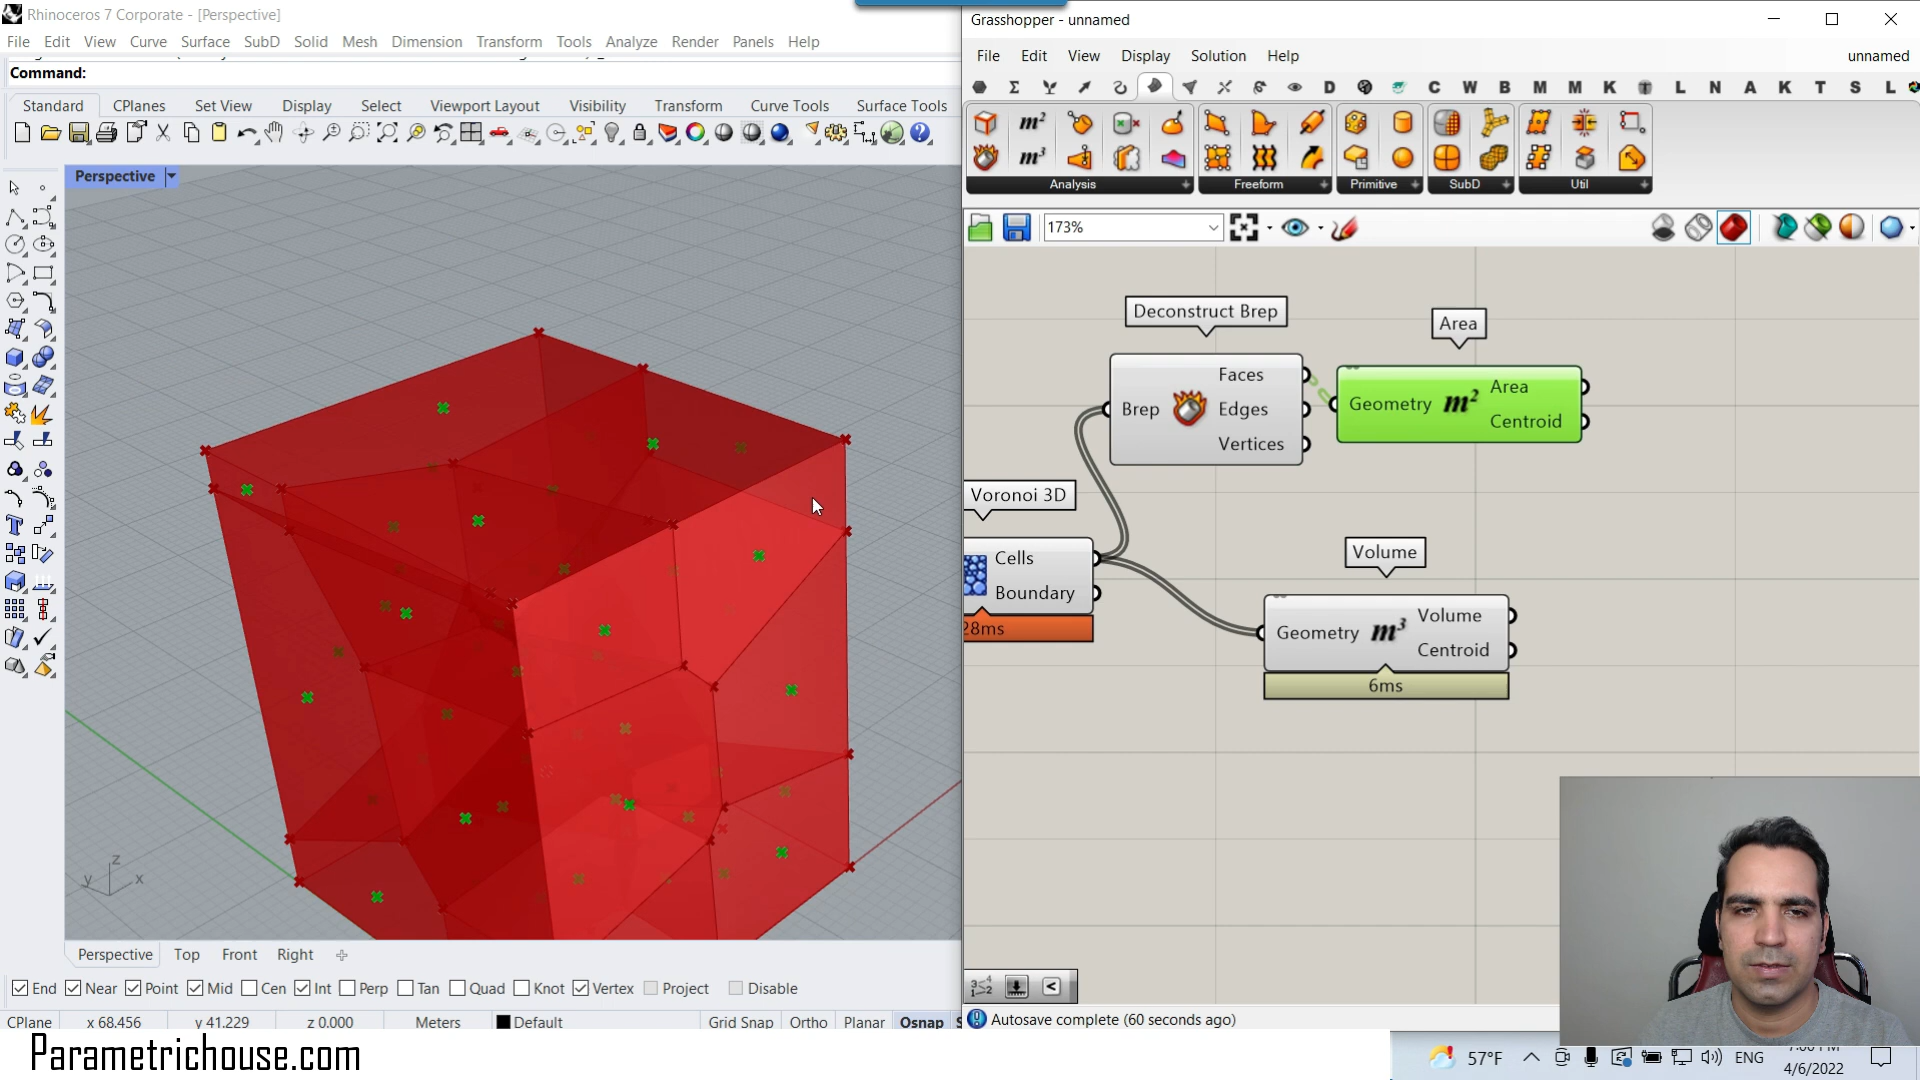 Rhinoceros 7 Corporate - [Perspective]
File Edit View Curve Surface SubD Solid Mesh Dimension Transform Tools Analyze Render Panels Help
Command:
Standard CPlanes Set View Display Select Viewport Layout Visibility Transform Curve Tools Surface Tools
Perspective
z
y x
Perspective Top Front Right
End Near Point Mid Cen Int Perp Tan Quad Knot Vertex Project Disable
CPlane x 68.456 y 41.229 z 0.000 Meters Default Grid Snap Ortho Planar Osnap S
Parametrichouse.com
Grasshopper - unnamed
File Edit View Display Solution Help unnamed
D C W B M M K L N A K T S L
m² m³
Analysis Freeform Primitive SubD Util
173%
Deconstruct Brep
Area
Brep Faces Edges Vertices
Geometry m² Area Centroid
Voronoi 3D
Cells
Boundary
28ms
Volume
Geometry m³ Volume Centroid
6ms
Autosave complete (60 seconds ago)
57°F ENG
4/6/2022